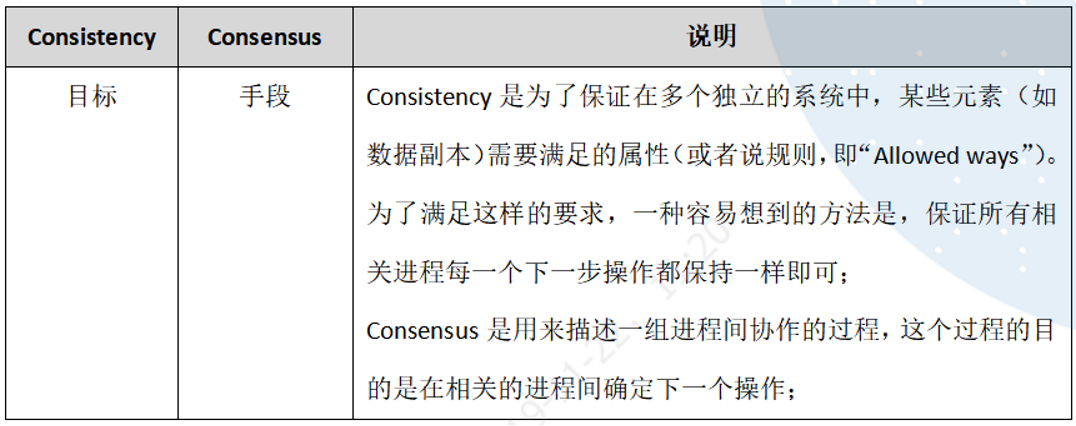 Consistency Consensus 说明
目标 手段 Consistency 是为了保证在多个独立的系统中，某些元素（如
数据副本）需要满足的属性（或者说规则，即“Allowed ways”）。
为了满足这样的要求，一种容易想到的方法是，保证所有相
关进程每一个下一步操作都保持一样即可；
Consensus 是用来描述一组进程间协作的过程，这个过程的目
的是在相关的进程间确定下一个操作；